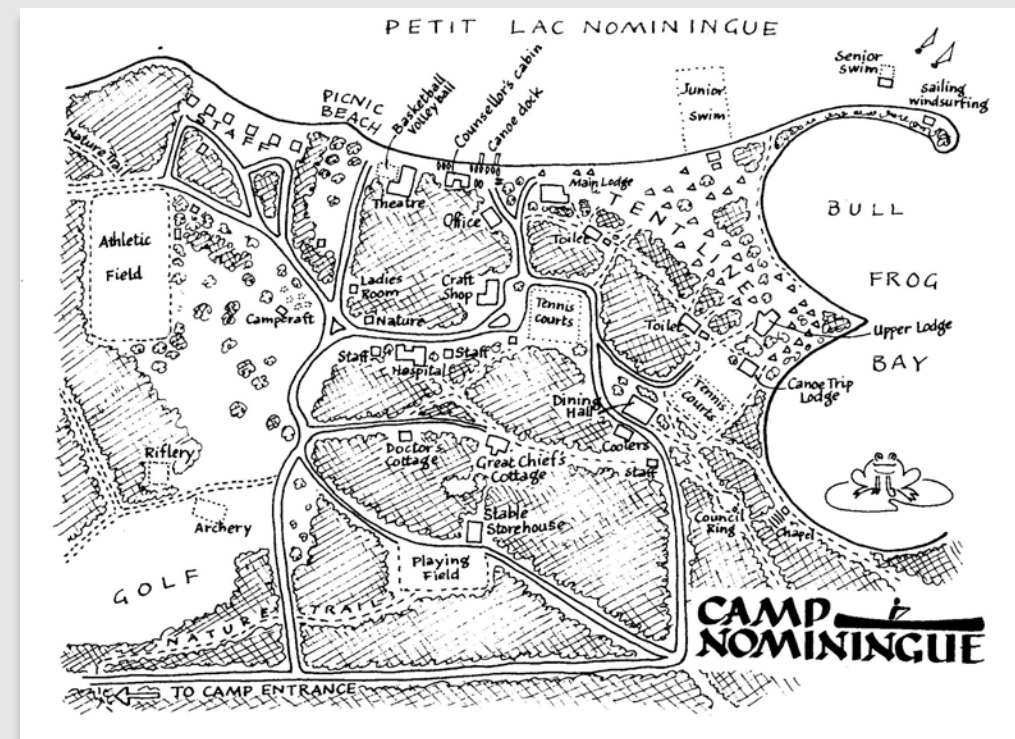 PETIT LAC NOMININGUE
Senior
swim
sailing
windsurfing
Junior
swim
PICNIC
BEACH
Basketball
Volleyball
Counsellor's cabin
Canoe dock
STAFF
Nature Trail
Theatre
Office
Main Lodge
TENT LINE
Toilet
BULL
FROG
BAY
Athletic
Field
Ladies
Room
Craft
Shop
Nature
Campcraft
Tennis
courts
Toilet
Upper Lodge
Canoe Trip
Lodge
Staff
Hospital
Staff
Dining
Hall
Tennis
courts
Coolers
staff
Doctor's
Cottage
Great Chief's
Cottage
Riflery
Archery
Stable
Storehouse
Council
Ring
Chapel
Playing
Field
GOLF
NATURE TRAIL
CAMP
NOMININGUE
TO CAMP ENTRANCE